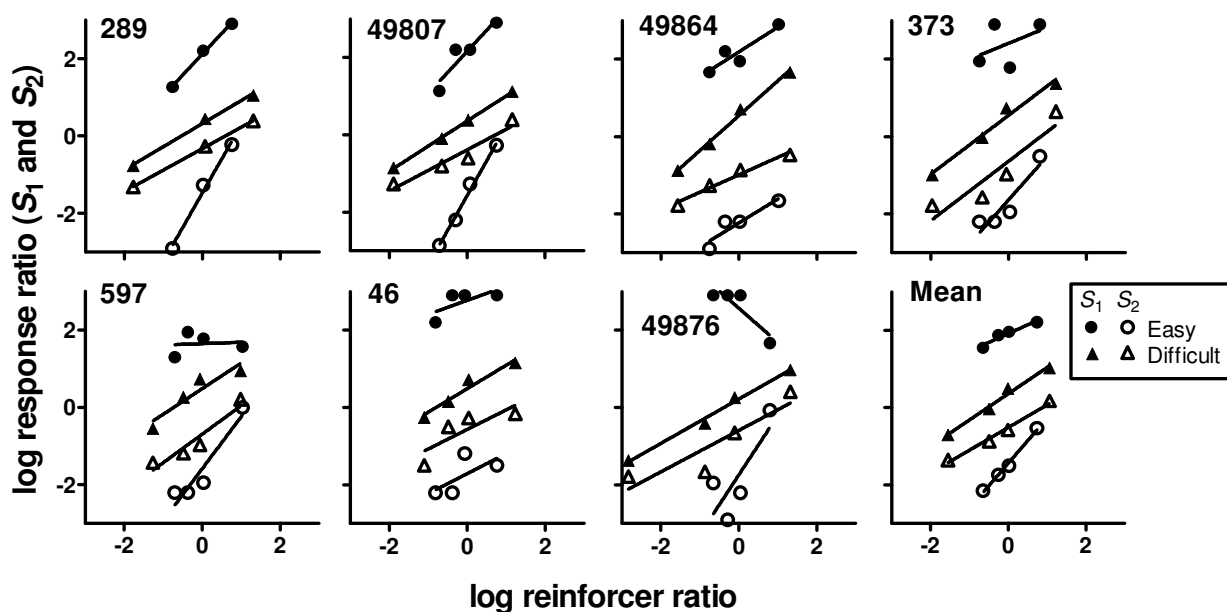 289
49807
49864
373
2
0
-2
log response ratio (S1 and S2)
597
46
49876
Mean
2
0
-2
S1 S2
Easy
Difficult
-2 0 2
-2 0 2
-2 0 2
-2 0 2
log reinforcer ratio